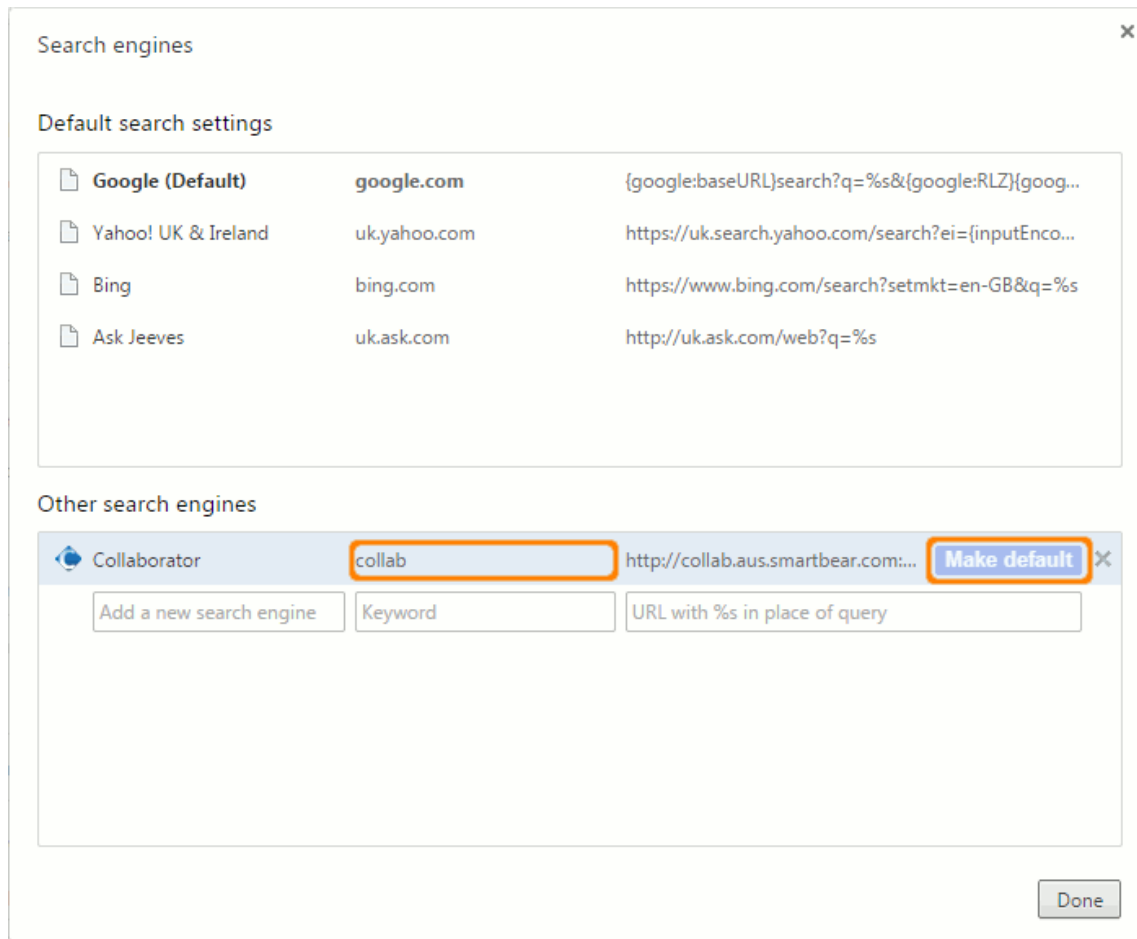 Search engines
Default search settings
Google (Default) google.com {google:baseURL}search?q=%s&{google:RLZ}{goog...
Yahoo! UK & Ireland uk.yahoo.com https://uk.search.yahoo.com/search?ei={inputEnco...
Bing bing.com https://www.bing.com/search?setmkt=en-GB&q=%s
Ask Jeeves uk.ask.com http://uk.ask.com/web?q=%s
Other search engines
Collaborator collab http://collab.aus.smartbear.com:... Make default
Add a new search engine Keyword URL with %s in place of query
Done